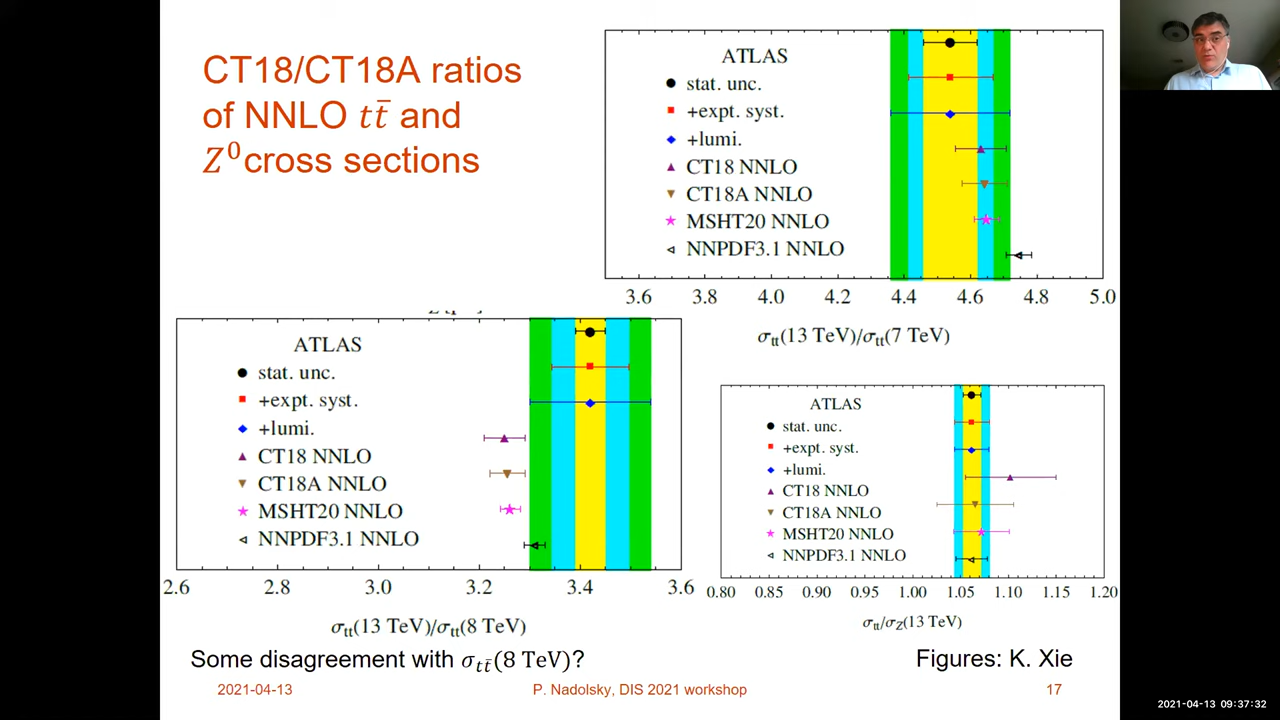 CT18/CT18A ratios
of NNLO tt̄ and
Z⁰ cross sections
ATLAS
stat. unc.
+expt. syst.
+lumi.
CT18 NNLO
CT18A NNLO
MSHT20 NNLO
NNPDF3.1 NNLO
3.6 3.8 4.0 4.2 4.4 4.6 4.8 5.0
σtt(13 TeV)/σtt(7 TeV)
ATLAS
stat. unc.
+expt. syst.
+lumi.
CT18 NNLO
CT18A NNLO
MSHT20 NNLO
NNPDF3.1 NNLO
2.6 2.8 3.0 3.2 3.4 3.6
σtt(13 TeV)/σtt(8 TeV)
ATLAS
stat. unc.
+expt. syst.
+lumi.
CT18 NNLO
CT18A NNLO
MSHT20 NNLO
NNPDF3.1 NNLO
0.80 0.85 0.90 0.95 1.00 1.05 1.10 1.15 1.20
σtt/σZ(13 TeV)
Some disagreement with σtt̄(8 TeV)?
Figures: K. Xie
2021-04-13
P. Nadolsky, DIS 2021 workshop
17
2021-04-13 09:37:32